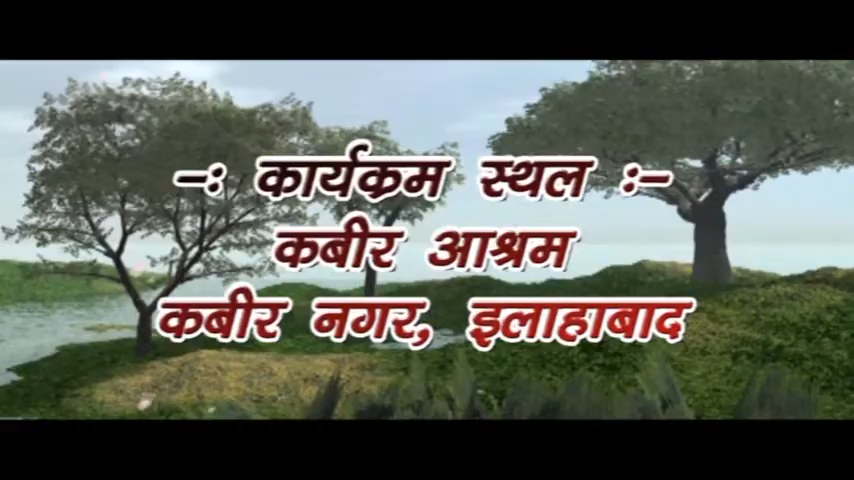 -: कार्यक्रम स्थल :-
कबीर आश्रम
कबीर नगर, इलाहाबाद